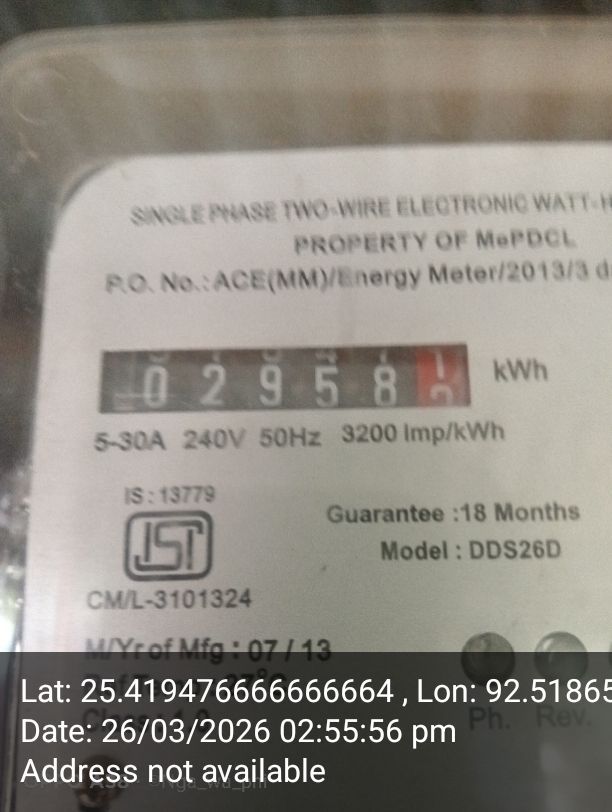 SINGLE PHASE TWO-WIRE ELECTRONIC WATT-H
PROPERTY OF MePDCL
P.O. No.:ACE(MM)/Energy Meter/2013/3 d
0 2 9 5 8 1 kWh
5-30A 240V 50Hz 3200 Imp/kWh
IS : 13779
ISI
Guarantee :18 Months
Model : DDS26D
CM/L-3101324
M/Yr of Mfg : 07 / 13
Ph. Rev.
Lat: 25.419476666666664 , Lon: 92.51865
Date: 26/03/2026 02:55:56 pm
Address not available